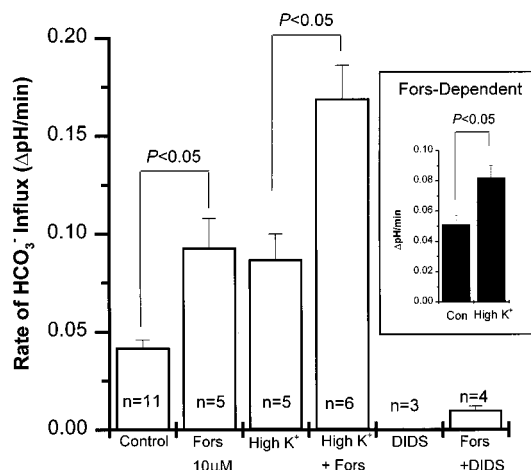 Rate of HCO3- Influx (ΔpH/min)
0.20
0.15
0.10
0.05
0.00
P<0.05
P<0.05
n=11
n=5
n=5
n=6
n=3
n=4
Control
Fors
10uM
High K+
High K+
+ Fors
DIDS
Fors
+DIDS
Fors-Dependent
P<0.05
ΔpH/min
0.10
0.08
0.06
0.04
0.02
0.00
Con
High K+